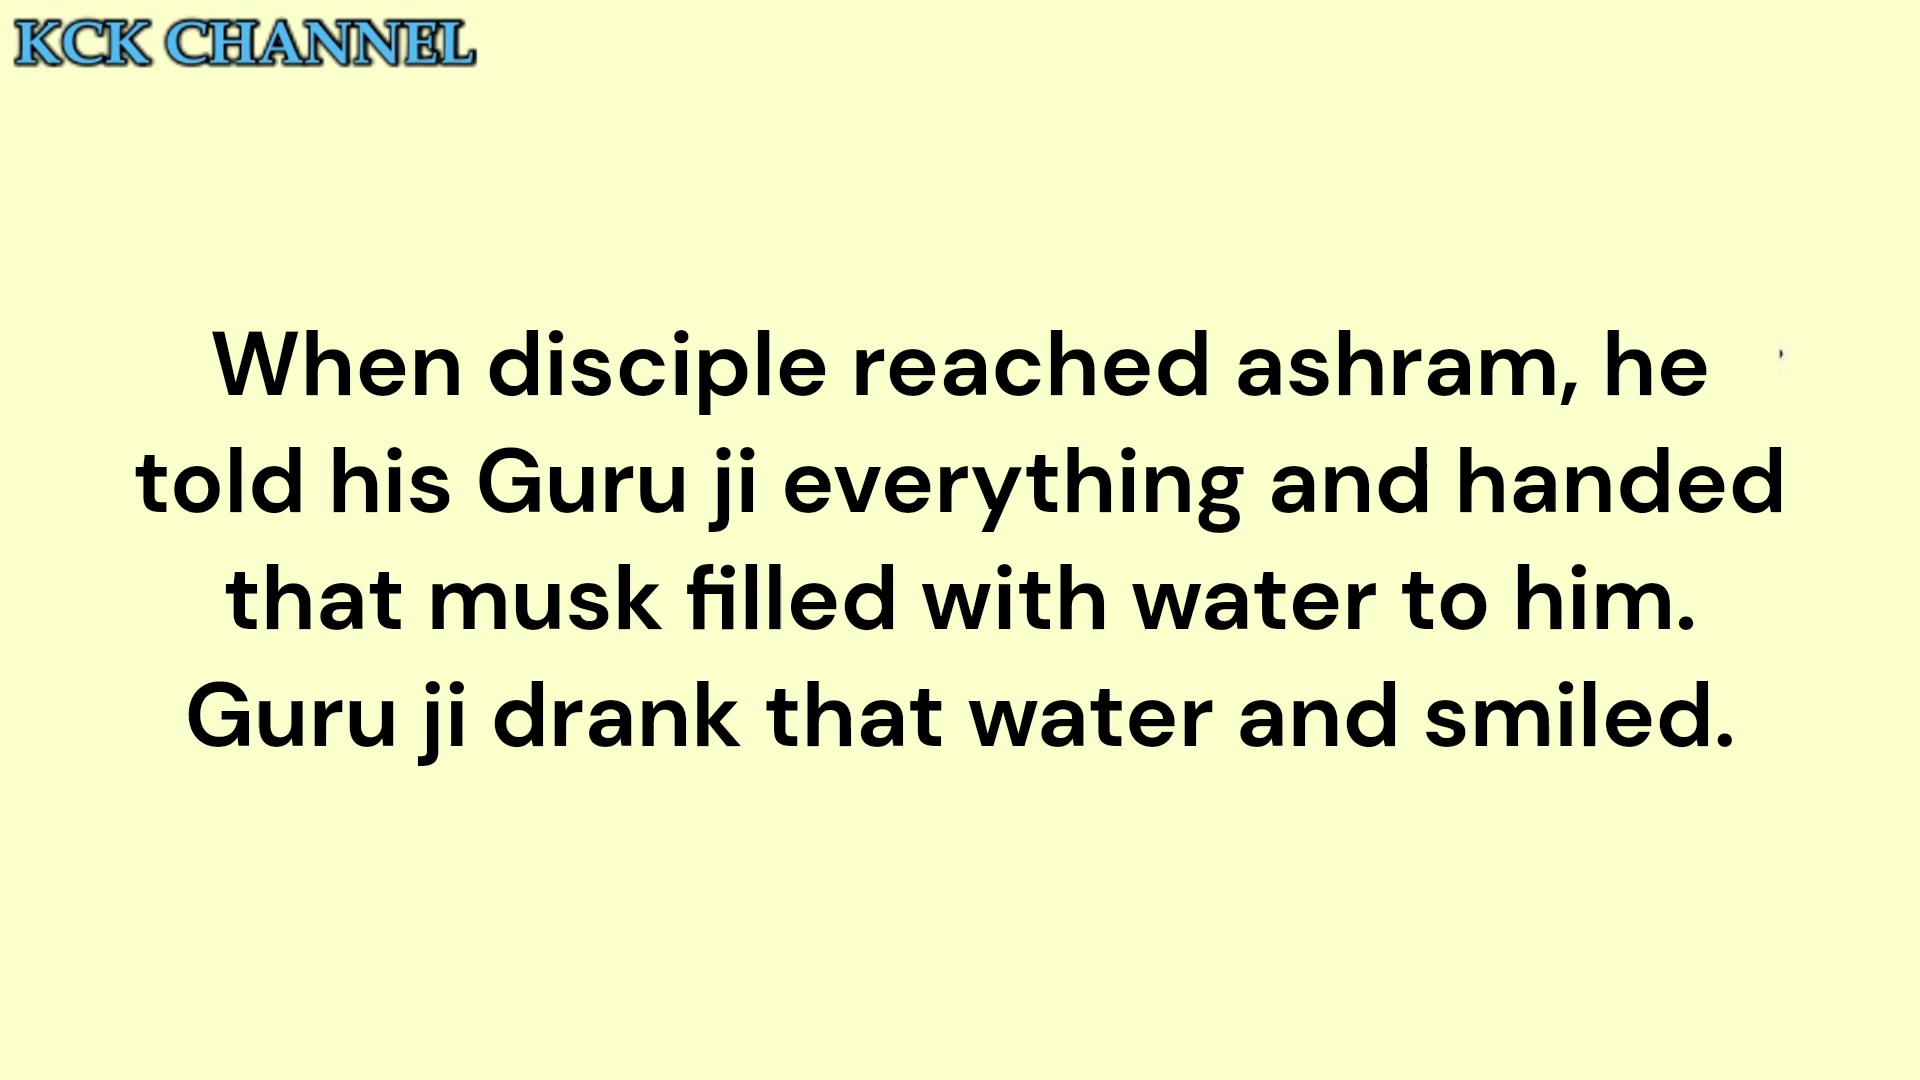 KCK CHANNEL
When disciple reached ashram, he
told his Guru ji everything and handed
that musk filled with water to him.
Guru ji drank that water and smiled.